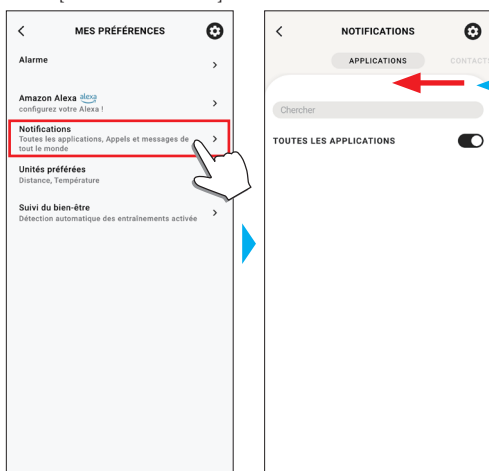 MES PRÉFÉRENCES
Alarme
Amazon Alexa alexa
configurez votre Alexa !
Notifications
Toutes les applications, Appels et messages de
tout le monde
Unités préférées
Distance, Température
Suivi du bien-être
Détection automatique des entraînements activée
NOTIFICATIONS
APPLICATIONS
Chercher
TOUTES LES APPLICATIONS